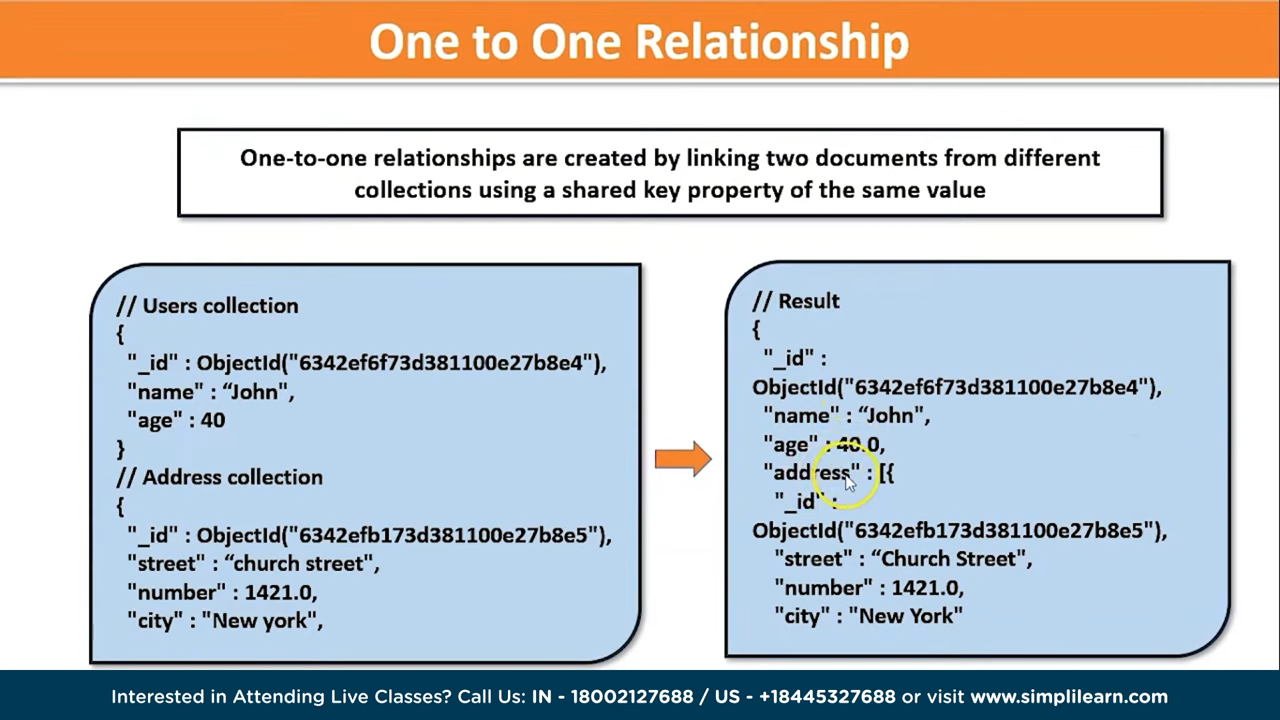 One to One Relationship
One-to-one relationships are created by linking two documents from different
collections using a shared key property of the same value
// Users collection
{
"_id" : ObjectId("6342ef6f73d381100e27b8e4"),
"name" : “John",
"age" : 40
}
// Address collection
{
"_id" : ObjectId("6342efb173d381100e27b8e5"),
"street" : “church street",
"number" : 1421.0,
"city" : "New york",
// Result
{
"_id" :
ObjectId("6342ef6f73d381100e27b8e4"),
"name" : “John",
"age" : 40.0,
"address" : [{
"_id" :
ObjectId("6342efb173d381100e27b8e5"),
"street" : “Church Street",
"number" : 1421.0,
"city" : "New York"
Interested in Attending Live Classes? Call Us: IN - 18002127688 / US - +18445327688 or visit www.simplilearn.com